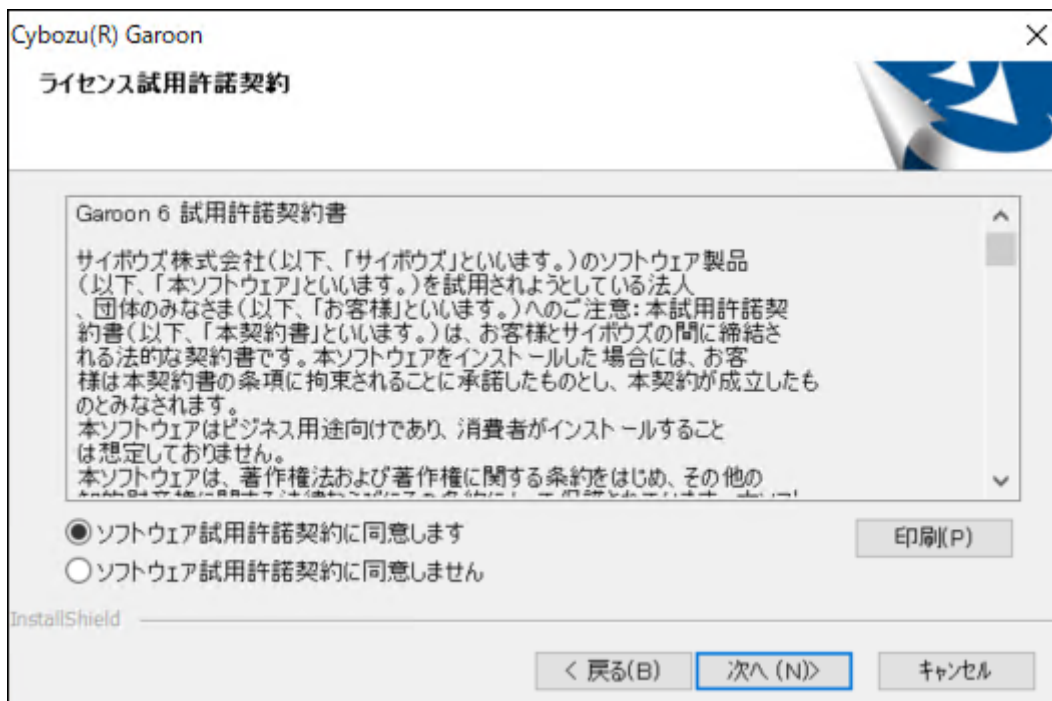 Cybozu(R) Garoon
ライセンス試用許諾契約
Garoon 6 試用許諾契約書
サイボウズ株式会社(以下、「サイボウズ」といいます。)のソフトウェア製品
(以下、「本ソフトウェア」といいます。)を試用されようとしている法人
、団体のみなさま(以下、「お客様」といいます。)へのご注意:本試用許諾契
約書(以下、「本契約書」といいます。)は、お客様とサイボウズの間に締結さ
れる法的な契約書です。本ソフトウェアをインストールした場合には、お客
様は本契約書の条項に拘束されることに承諾したものとし、本契約が成立したも
のとみなされます。
本ソフトウェアはビジネス用途向けであり、消費者がインストールすること
は想定しておりません。
本ソフトウェアは、著作権法および著作権に関する条約をはじめ、その他の
ソフトウェア試用許諾契約に同意します
印刷(P)
ソフトウェア試用許諾契約に同意しません
InstallShield
< 戻る(B)
次へ (N)>
キャンセル